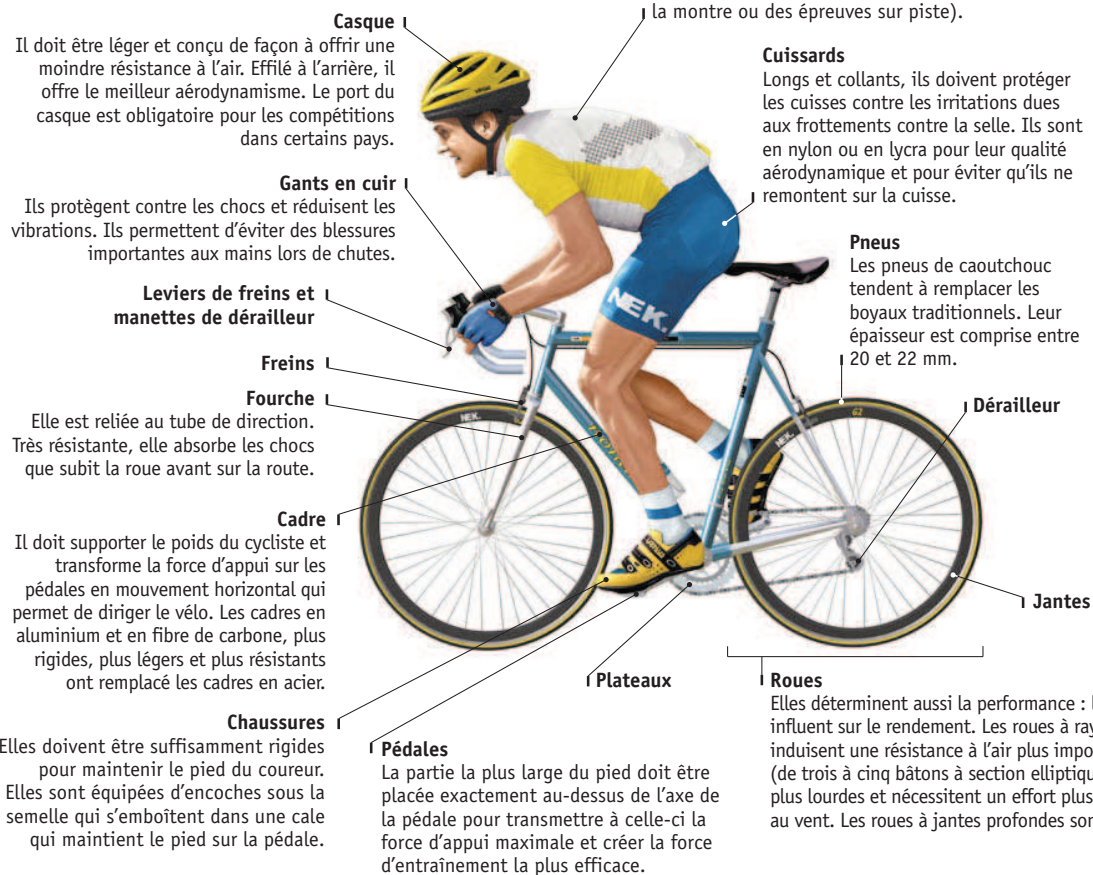 la montre ou des épreuves sur piste).
Casque
Il doit être léger et conçu de façon à offrir une
moindre résistance à l'air. Effilé à l'arrière, il
offre le meilleur aérodynamisme. Le port du
casque est obligatoire pour les compétitions
dans certains pays.
Cuissards
Longs et collants, ils doivent protéger
les cuisses contre les irritations dues
aux frottements contre la selle. Ils sont
en nylon ou en lycra pour leur qualité
aérodynamique et pour éviter qu'ils ne
remontent sur la cuisse.
Gants en cuir
Ils protègent contre les chocs et réduisent les
vibrations. Ils permettent d'éviter des blessures
importantes aux mains lors de chutes.
Pneus
Les pneus de caoutchouc
tendent à remplacer les
boyaux traditionnels. Leur
épaisseur est comprise entre
20 et 22 mm.
Leviers de freins et
manettes de dérailleur
NEK.
Freins
Fourche
Elle est reliée au tube de direction.
Très résistante, elle absorbe les chocs
que subit la roue avant sur la route.
NEK.
G2
NEK.
Dérailleur
Cadre
Il doit supporter le poids du cycliste et
transforme la force d'appui sur les
pédales en mouvement horizontal qui
permet de diriger le vélo. Les cadres en
aluminium et en fibre de carbone, plus
rigides, plus légers et plus résistants
ont remplacé les cadres en acier.
Jantes
Plateaux
Roues
Elles déterminent aussi la performance :
influent sur le rendement. Les roues à
induisent une résistance à l'air plus
(de trois à cinq bâtons à section
plus lourdes et nécessitent un effort plus
au vent. Les roues à jantes profondes
Chaussures
Elles doivent être suffisamment rigides
pour maintenir le pied du coureur.
Elles sont équipées d'encoches sous la
semelle qui s'emboîtent dans une cale
qui maintient le pied sur la pédale.
Pédales
La partie la plus large du pied doit être
placée exactement au-dessus de l'axe de
la pédale pour transmettre à celle-ci la
force d'appui maximale et créer la force
d'entraînement la plus efficace.